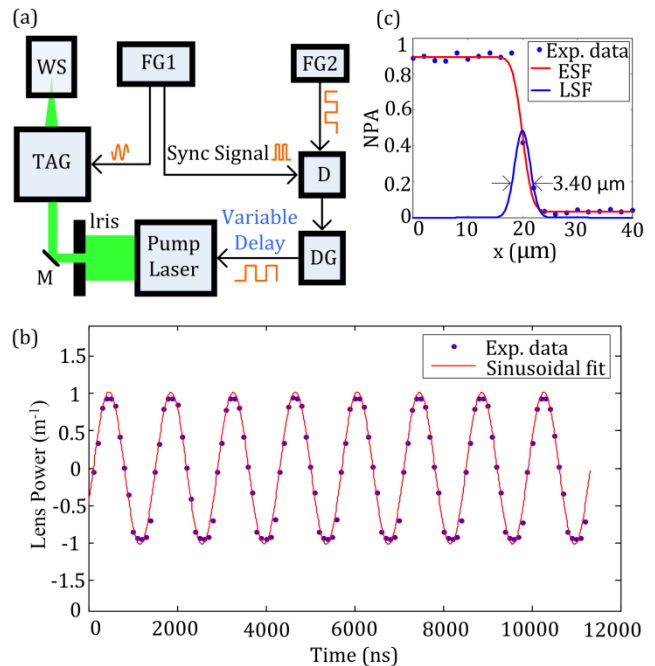 (a)
WS
FG1
FG2
TAG
Sync Signal
D
Iris
Variable
Delay
M
Pump
Laser
DG
(c)
1
0.8
0.6
0.4
0.2
0
NPA
Exp. data
ESF
LSF
3.40 μm
0 10 20 30 40
x (μm)
(b)
1.5
1
0.5
0
-0.5
-1
-1.5
0
Lens Power (m⁻¹)
Exp. data
Sinusoidal fit
0 2000 4000 6000 8000 10000 12000
Time (ns)